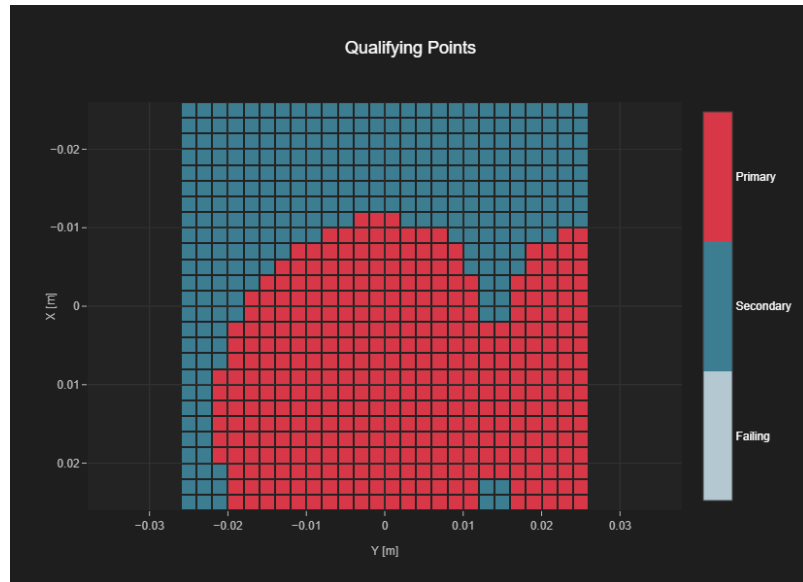 Qualifying Points
−0.02
−0.01
0
0.01
0.02
X [m]
−0.03
−0.02
−0.01
0
0.01
0.02
0.03
Y [m]
Primary
Secondary
Failing